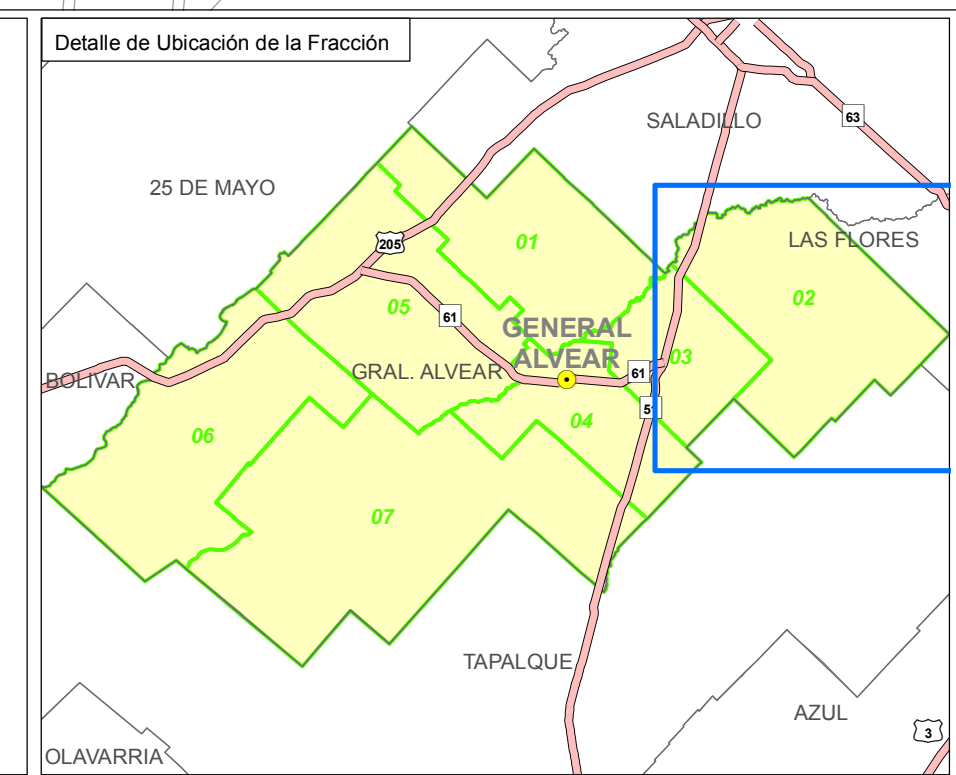 Detalle de Ubicación de la Fracción
SALADILLO
63
25 DE MAYO
205
01
LAS FLORES
02
05
61
GENERAL
ALVEAR
03
BOLIVAR
GRAL. ALVEAR
61
51
04
06
07
TAPALQUE
AZUL
3
OLAVARRIA